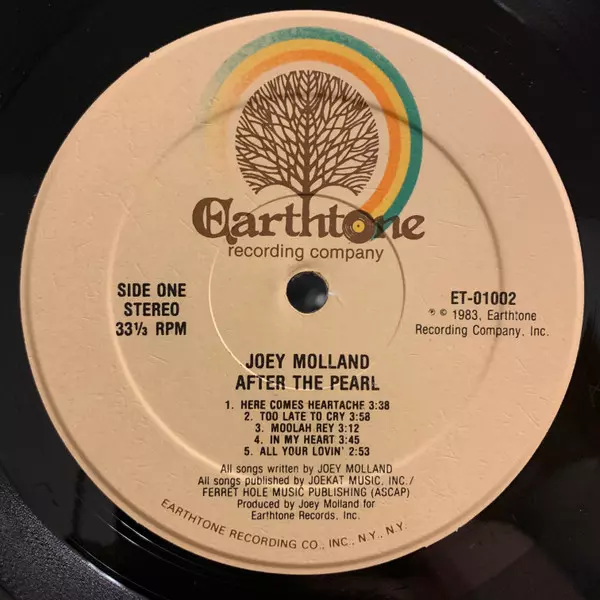 Earthtone
recording company
SIDE ONE
STEREO
33⅓ RPM
ET-01002
℗ © 1983, Earthtone
Recording Company, Inc.
JOEY MOLLAND
AFTER THE PEARL
1. HERE COMES HEARTACHE 3:38
2. TOO LATE TO CRY 3:58
3. MOOLAH REY 3:12
4. IN MY HEART 3:45
5. ALL YOUR LOVIN' 2:53
All songs written by JOEY MOLLAND
All songs published by JOEKAT MUSIC, INC./
FERRET HOLE MUSIC PUBLISHING (ASCAP)
Produced by Joey Molland for
Earthtone Records, Inc.
EARTHTONE RECORDING CO., INC., N.Y., N.Y.